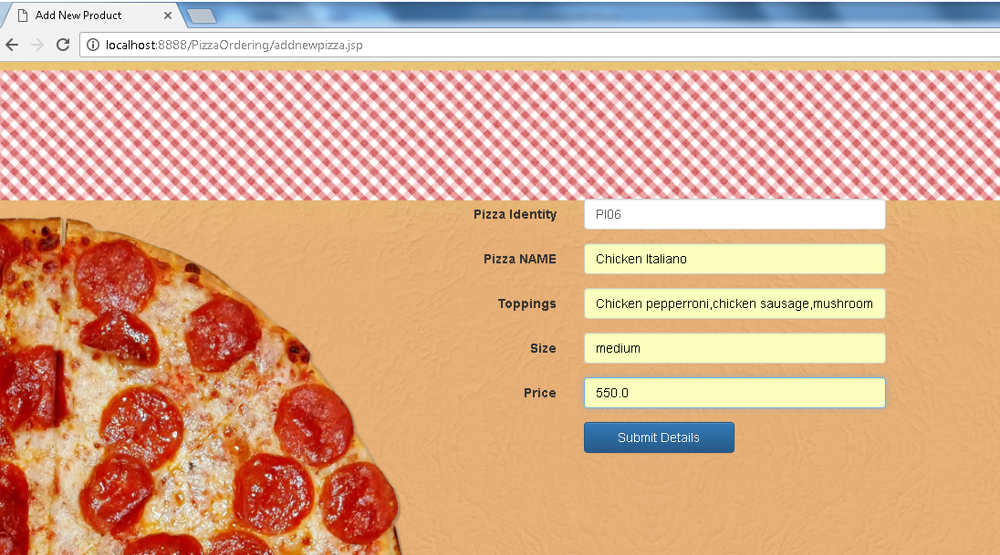 Add New Product
localhost:8888/PizzaOrdering/addnewpizza.jsp
Pizza Identity PI06
Pizza NAME Chicken Italiano
Toppings Chicken pepperroni,chicken sausage,mushroom
Size medium
Price 550.0
Submit Details